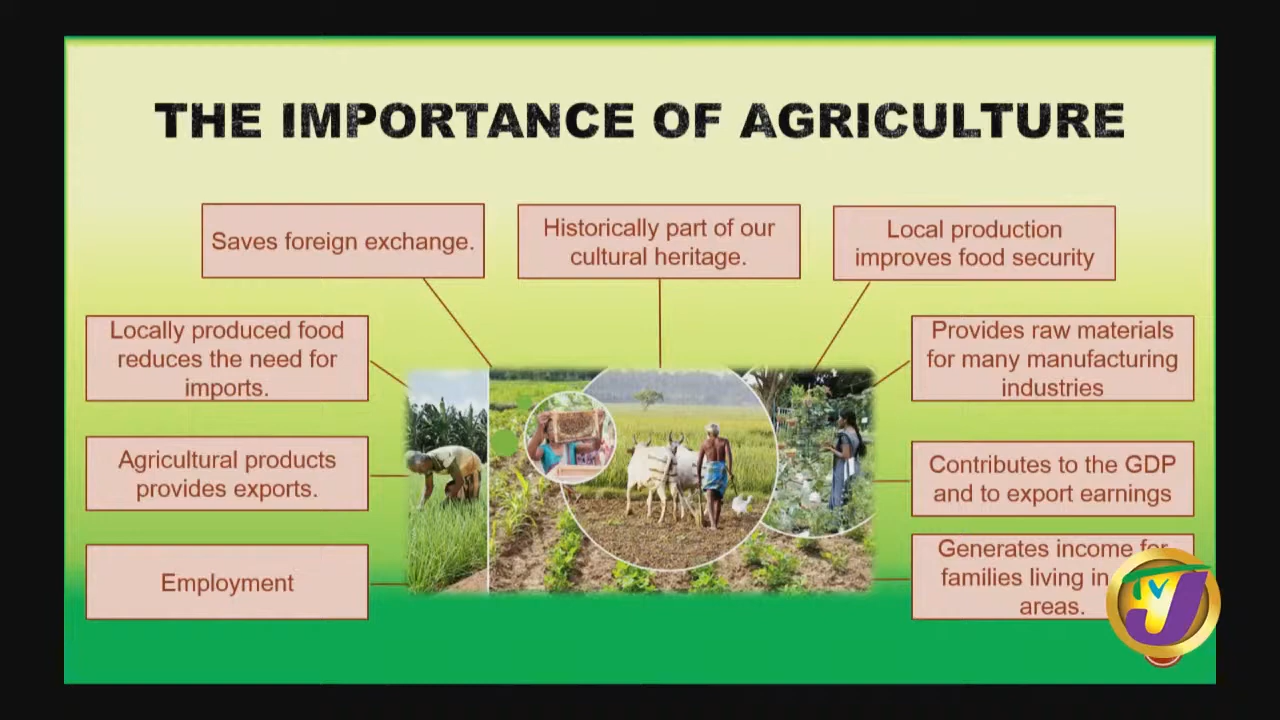 THE IMPORTANCE OF AGRICULTURE
Saves foreign exchange.
Historically part of our
cultural heritage.
Local production
improves food security
Locally produced food
reduces the need for
imports.
Provides raw materials
for many manufacturing
industries
Agricultural products
provides exports.
Contributes to the GDP
and to export earnings
Employment
Generates income for
families living in
areas.
TVJ